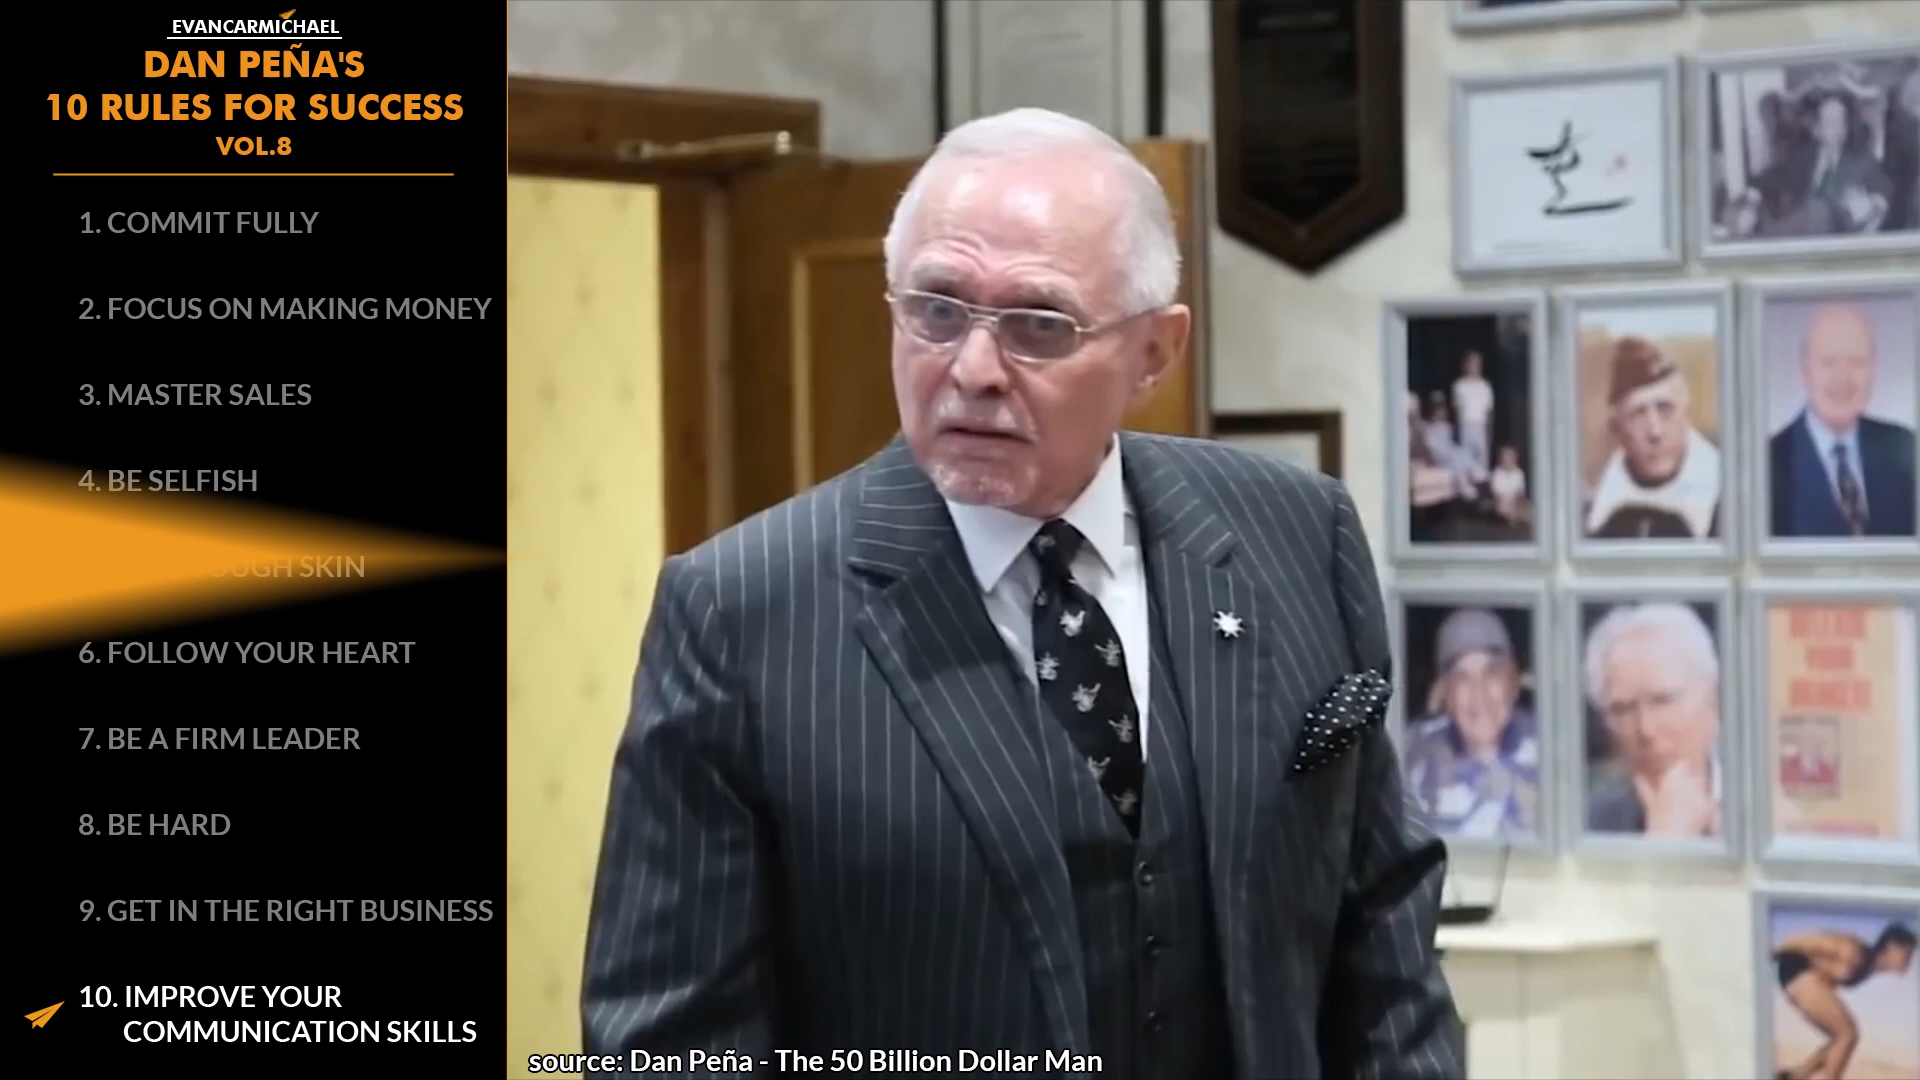 EVANCARMICHAEL
DAN PEÑA'S
10 RULES FOR SUCCESS
VOL.8
1. COMMIT FULLY
2. FOCUS ON MAKING MONEY
3. MASTER SALES
4. BE SELFISH
SKIN
6. FOLLOW YOUR HEART
7. BE A FIRM LEADER
8. BE HARD
9. GET IN THE RIGHT BUSINESS
10. IMPROVE YOUR
COMMUNICATION SKILLS
source: Dan Peña - The 50 Billion Dollar Man